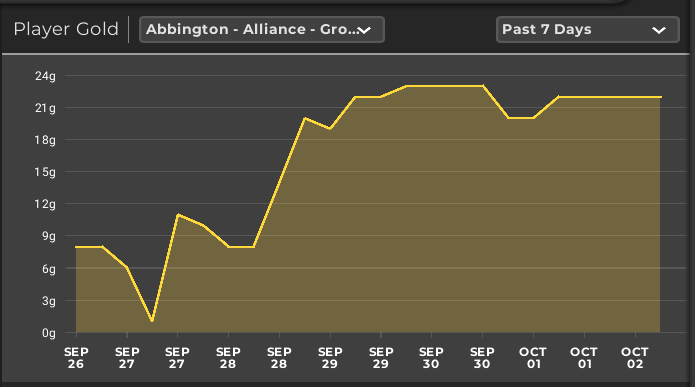 Player Gold
Abbington - Alliance - Gro...
Past 7 Days
24g
21g
18g
15g
12g
9g
6g
3g
0g
SEP 26
SEP 27
SEP 27
SEP 28
SEP 28
SEP 29
SEP 29
SEP 30
SEP 30
OCT 01
OCT 01
OCT 02